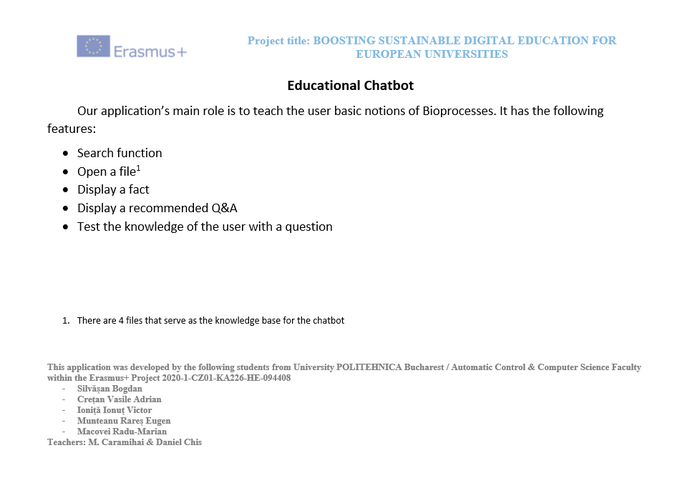 Erasmus+
Project title: BOOSTING SUSTAINABLE DIGITAL EDUCATION FOR
EUROPEAN UNIVERSITIES
Educational Chatbot
Our application's main role is to teach the user basic notions of Bioprocesses. It has the following
features:
• Search function
• Open a file¹
• Display a fact
• Display a recommended Q&A
• Test the knowledge of the user with a question
1. There are 4 files that serve as the knowledge base for the chatbot
This application was developed by the following students from University POLITEHNICA Bucharest / Automatic Control & Computer Science Faculty
within the Erasmus+ Project 2020-1-CZ01-KA226-HE-094408
- Silvășan Bogdan
- Crețan Vasile Adrian
- Ioniță Ionuț Victor
- Munteanu Rareș Eugen
- Macovei Radu-Marian
Teachers: M. Caramihai & Daniel Chis